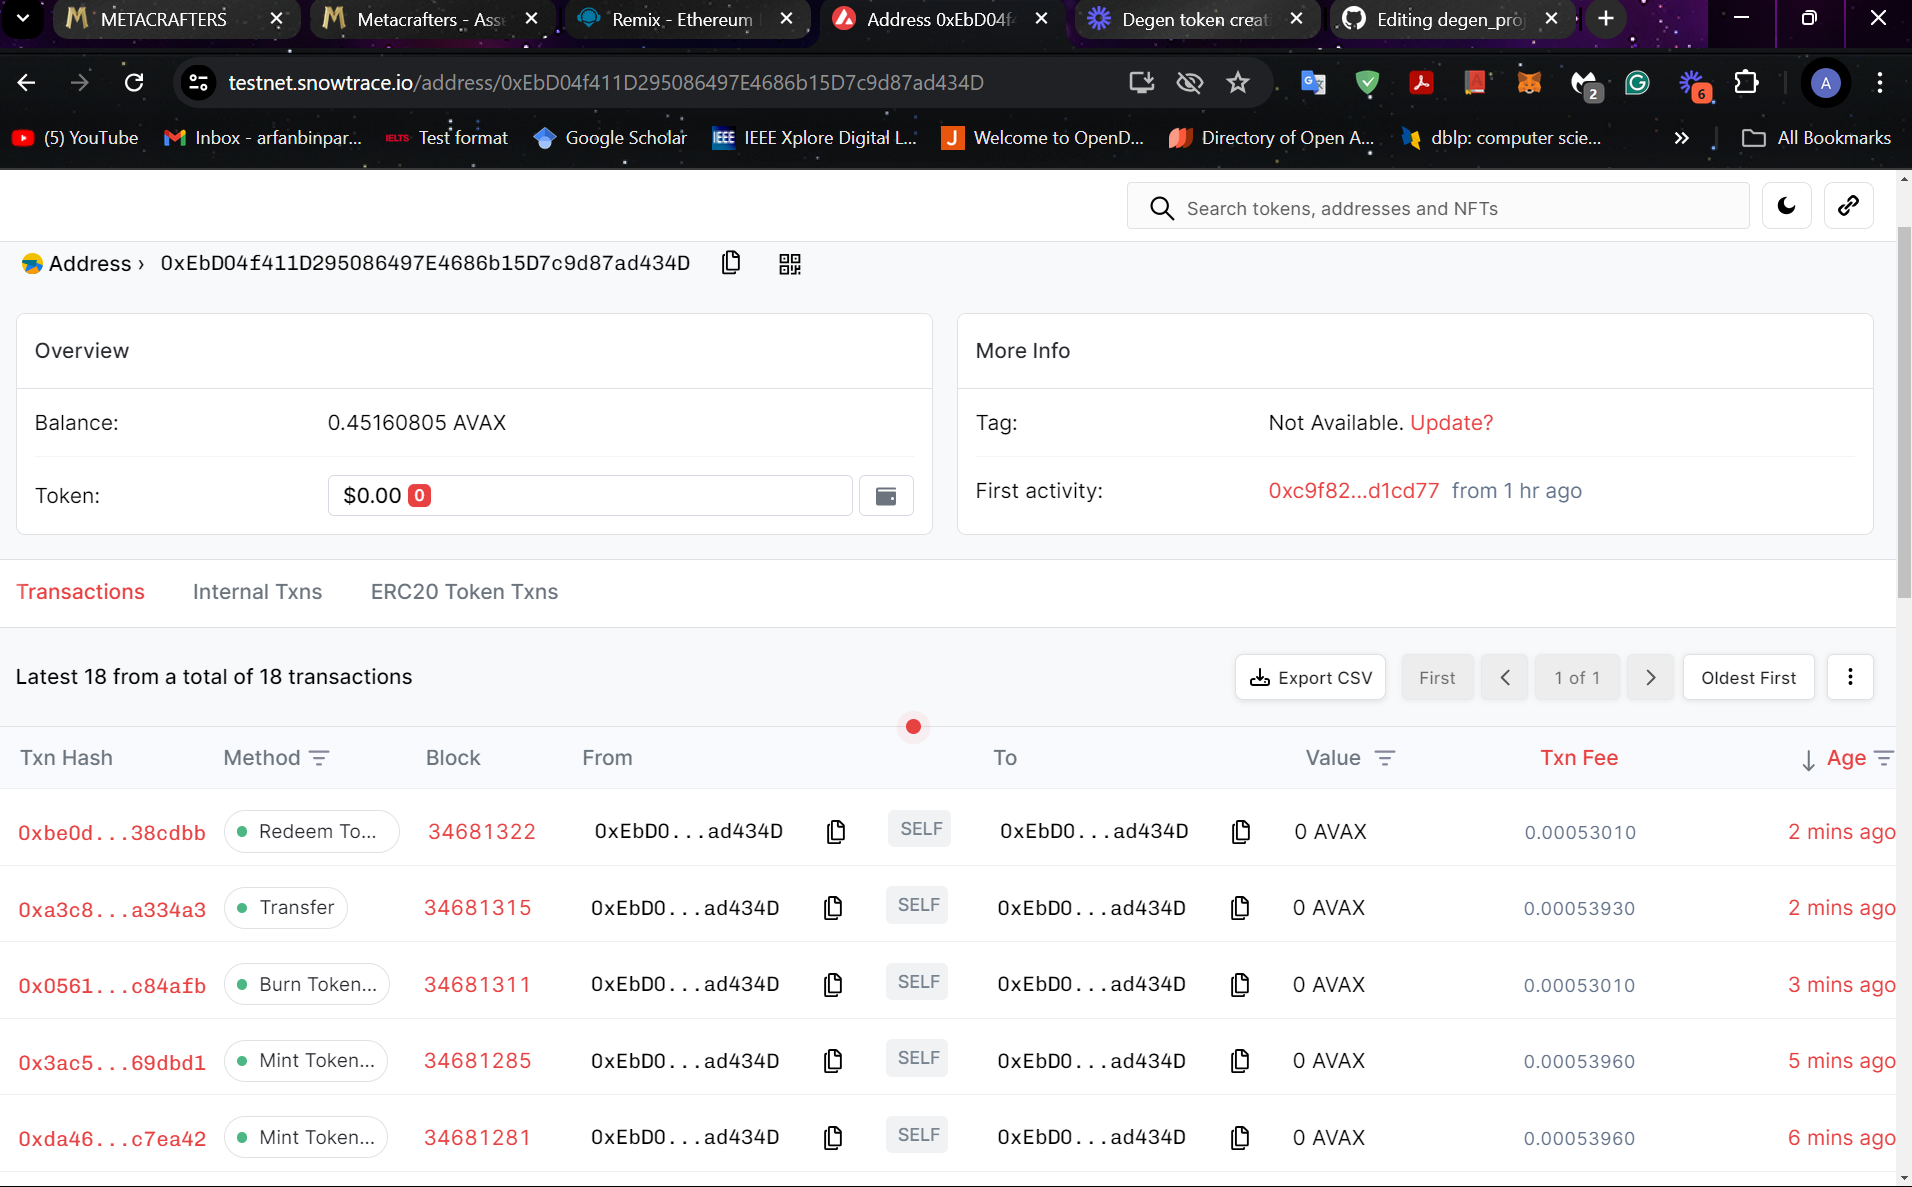 METACRAFTERS
Metacrafters - Asse
Remix - Ethereum
Address 0xEbD04f4
Degen token creati
Editing degen_proj
testnet.snowtrace.io/address/0xEbD04f411D295086497E4686b15D7c9d87ad434D
2
6
A
(5) YouTube
Inbox - arfanbinpar...
IELTS Test format
Google Scholar
IEEE IEEE Xplore Digital L...
J Welcome to OpenD...
Directory of Open A...
dblp: computer scie...
All Bookmarks
Search tokens, addresses and NFTs
Address › 0xEbD04f411D295086497E4686b15D7c9d87ad434D
Overview
Balance: 0.45160805 AVAX
Token: $0.00 0
More Info
Tag: Not Available. Update?
First activity: 0xc9f82...d1cd77 from 1 hr ago
Transactions Internal Txns ERC20 Token Txns
Latest 18 from a total of 18 transactions
Export CSV First 1 of 1 Oldest First
Txn Hash Method Block From To Value Txn Fee Age
0xbe0d...38cdbb Redeem To... 34681322 0xEbD0...ad434D SELF 0xEbD0...ad434D 0 AVAX 0.00053010 2 mins ago
0xa3c8...a334a3 Transfer 34681315 0xEbD0...ad434D SELF 0xEbD0...ad434D 0 AVAX 0.00053930 2 mins ago
0x0561...c84afb Burn Token... 34681311 0xEbD0...ad434D SELF 0xEbD0...ad434D 0 AVAX 0.00053010 3 mins ago
0x3ac5...69dbd1 Mint Token... 34681285 0xEbD0...ad434D SELF 0xEbD0...ad434D 0 AVAX 0.00053960 5 mins ago
0xda46...c7ea42 Mint Token... 34681281 0xEbD0...ad434D SELF 0xEbD0...ad434D 0 AVAX 0.00053960 6 mins ago